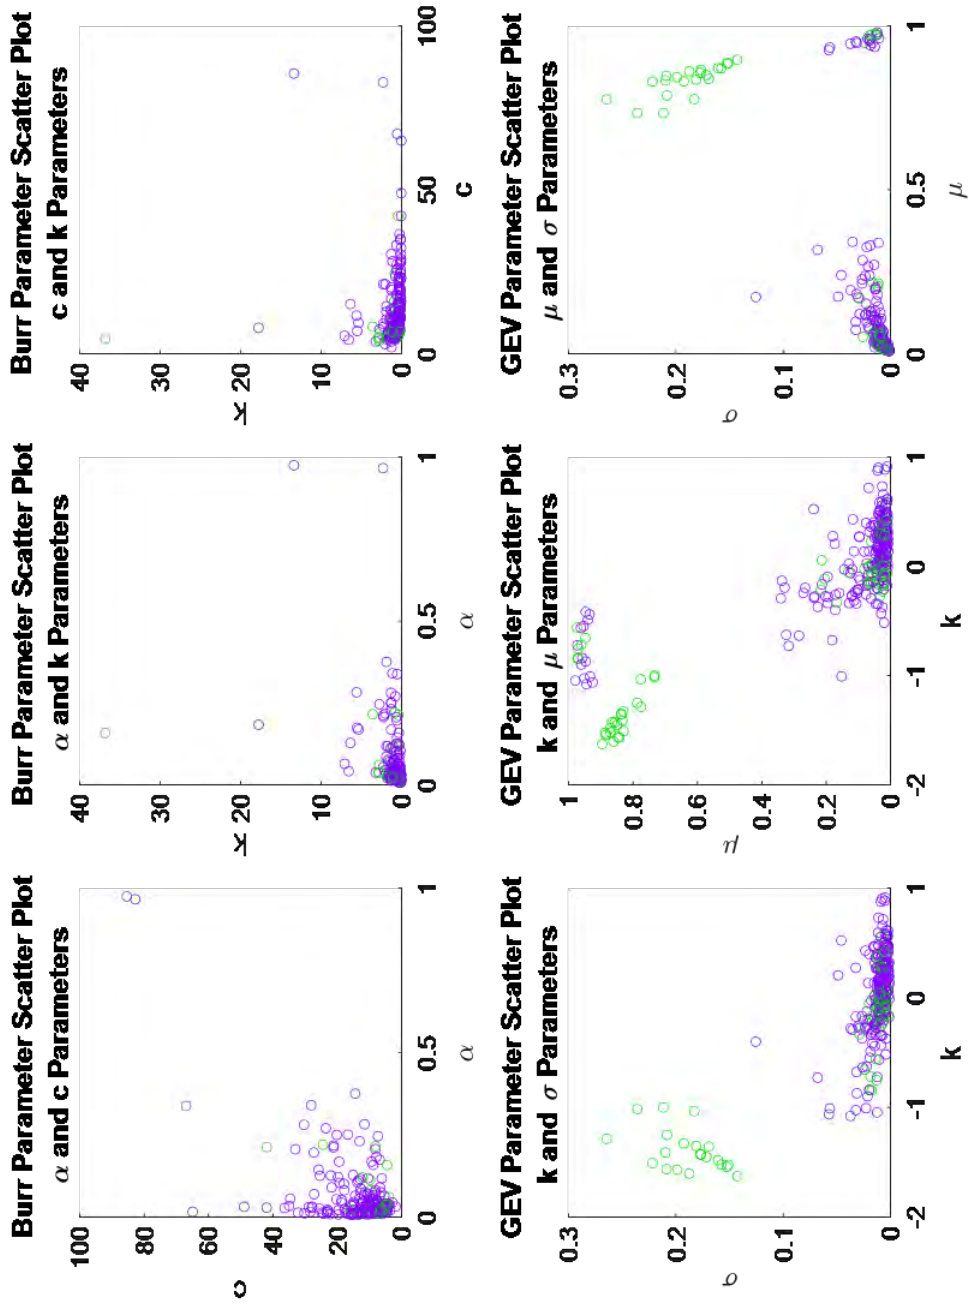 Burr Parameter Scatter Plot
α and c Parameters
100
80
60
40
20
0
c
0 0.5 1
α
Burr Parameter Scatter Plot
α and k Parameters
40
30
20
10
0
k
0 0.5 1
α
Burr Parameter Scatter Plot
c and k Parameters
40
30
20
10
0
k
0 50 100
c
GEV Parameter Scatter Plot
k and σ Parameters
0.3
0.2
0.1
0
σ
-2 -1 0 1
k
GEV Parameter Scatter Plot
k and μ Parameters
1
0.8
0.6
0.4
0.2
0
μ
-2 -1 0 1
k
GEV Parameter Scatter Plot
μ and σ Parameters
0.3
0.2
0.1
0
σ
0 0.5 1
μ